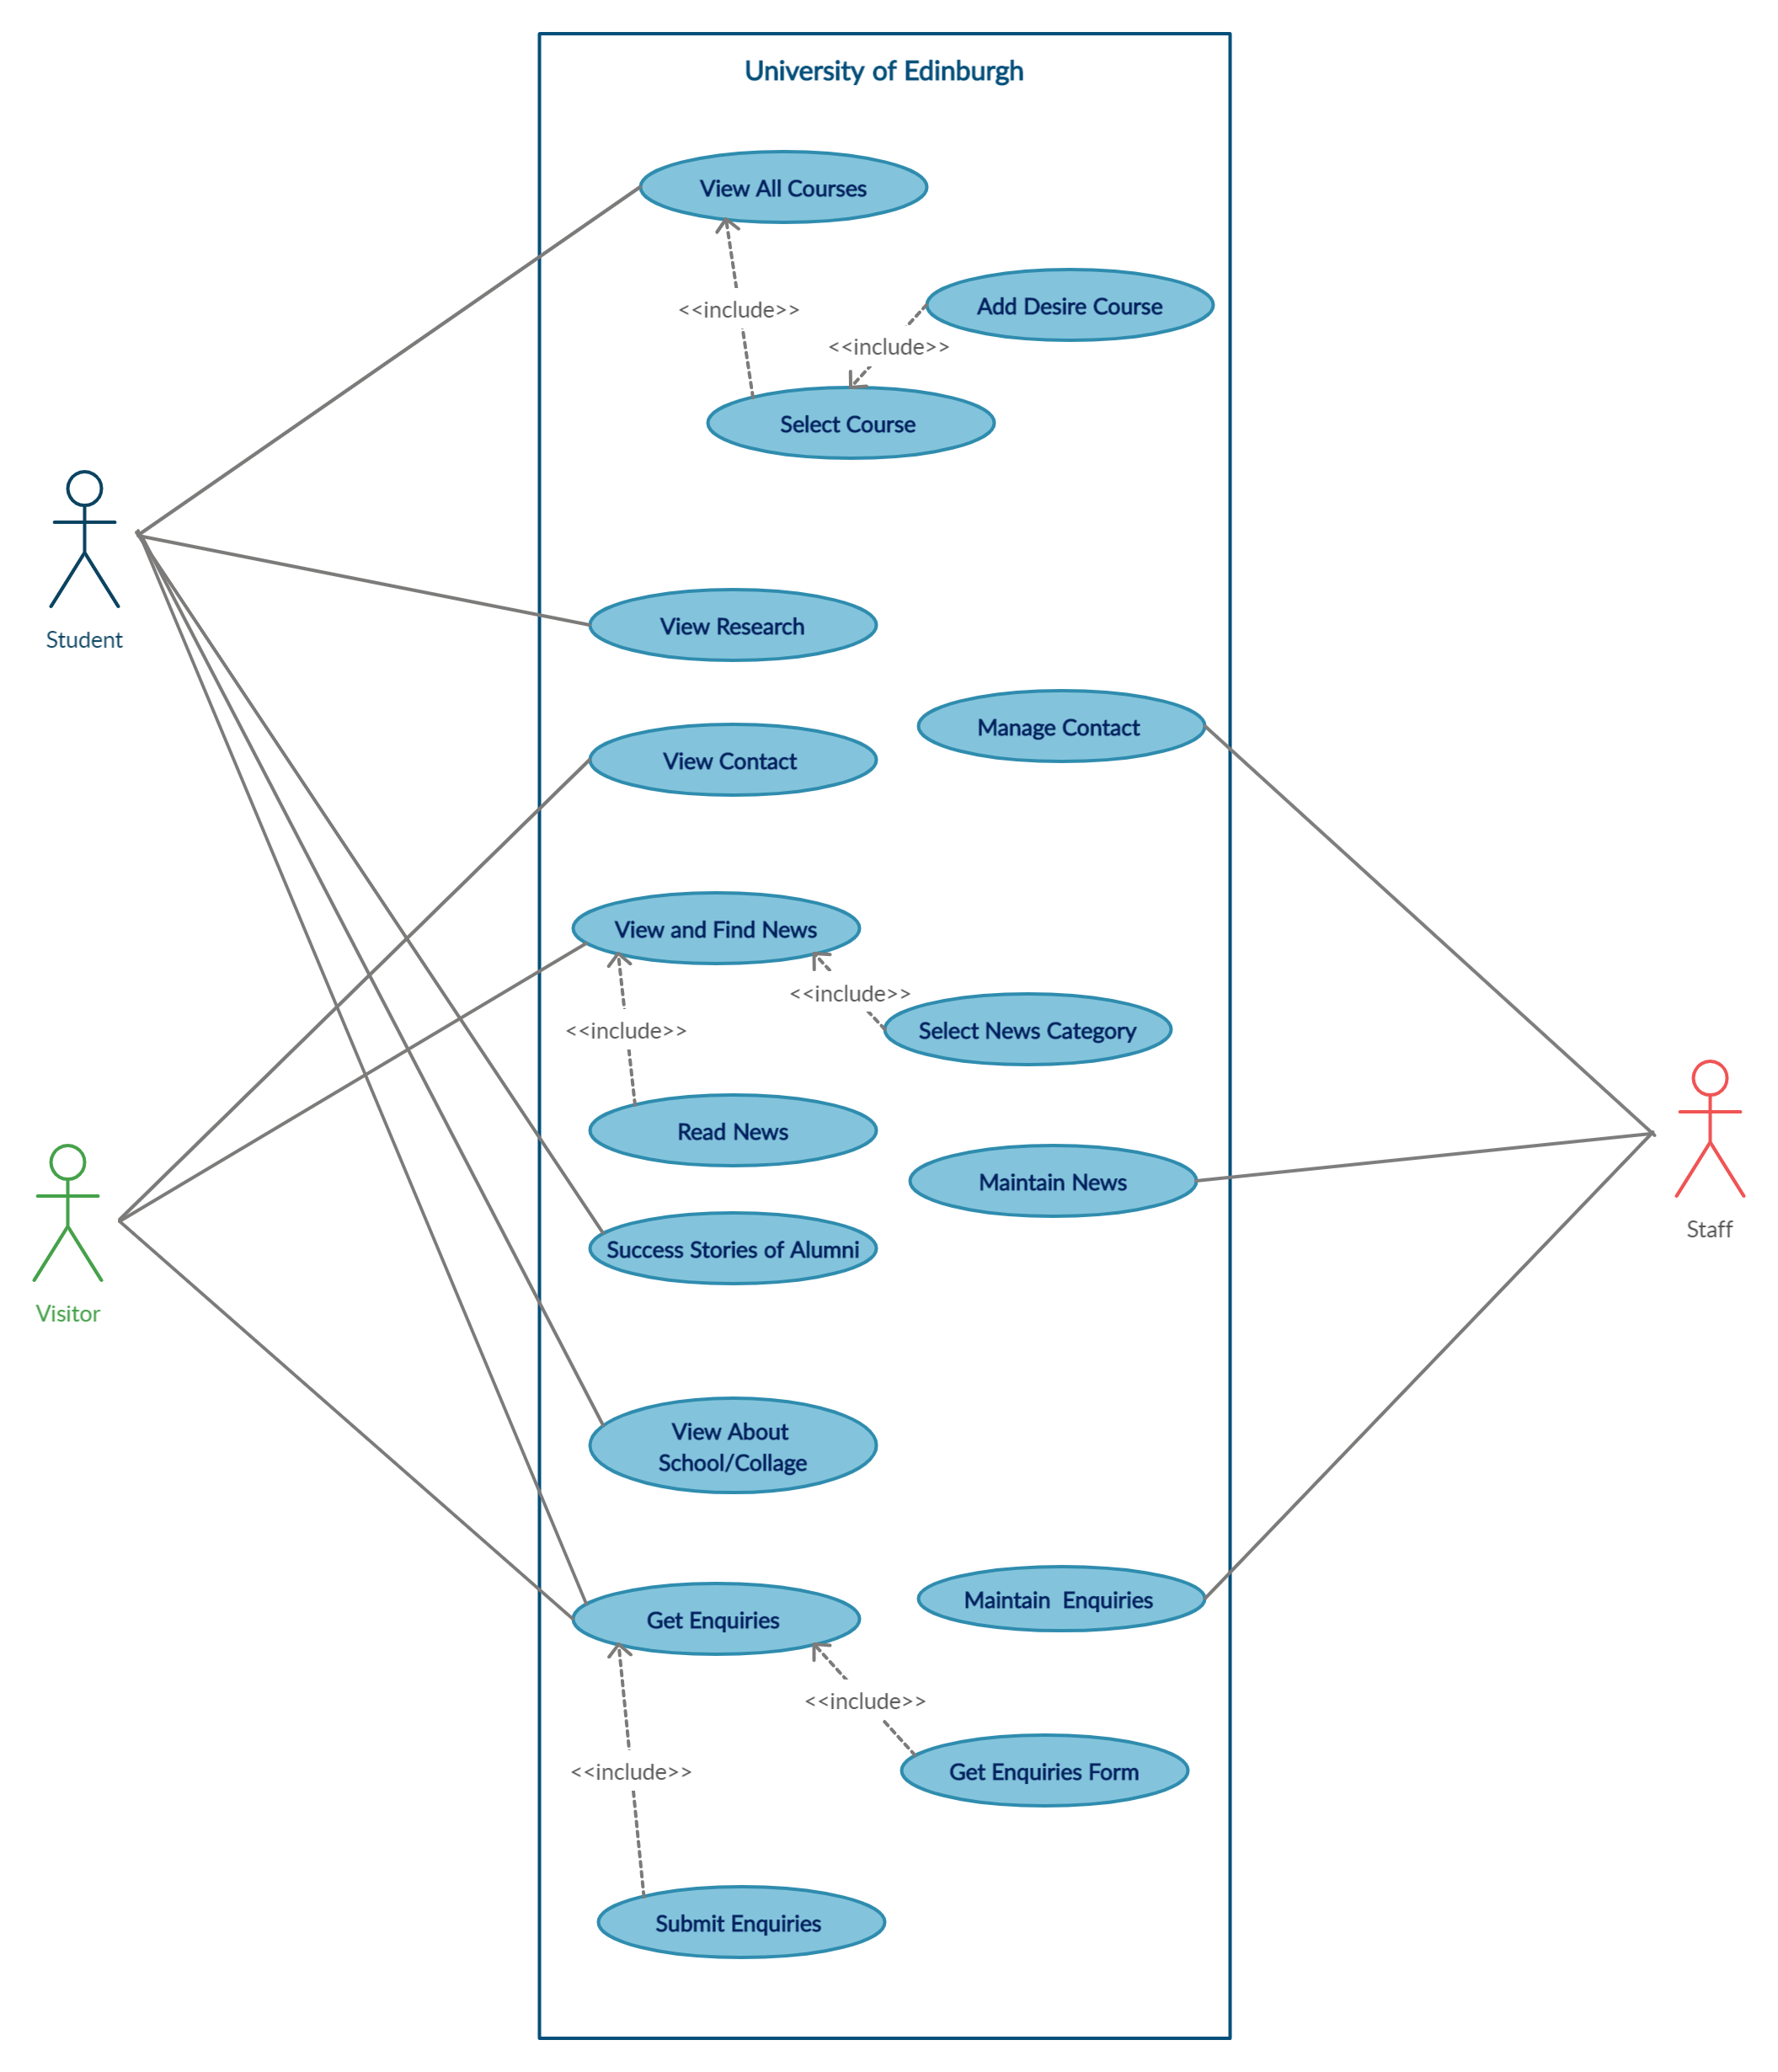 University of Edinburgh
View All Courses
Add Desire Course
<<include>>
<<include>>
Select Course
Student
View Research
Manage Contact
View Contact
View and Find News
<<include>>
<<include>>
Select News Category
Read News
Maintain News
Staff
Success Stories of Alumni
Visitor
View About
School/Collage
Maintain  Enquiries
Get Enquiries
<<include>>
<<include>>
Get Enquiries Form
Submit Enquiries